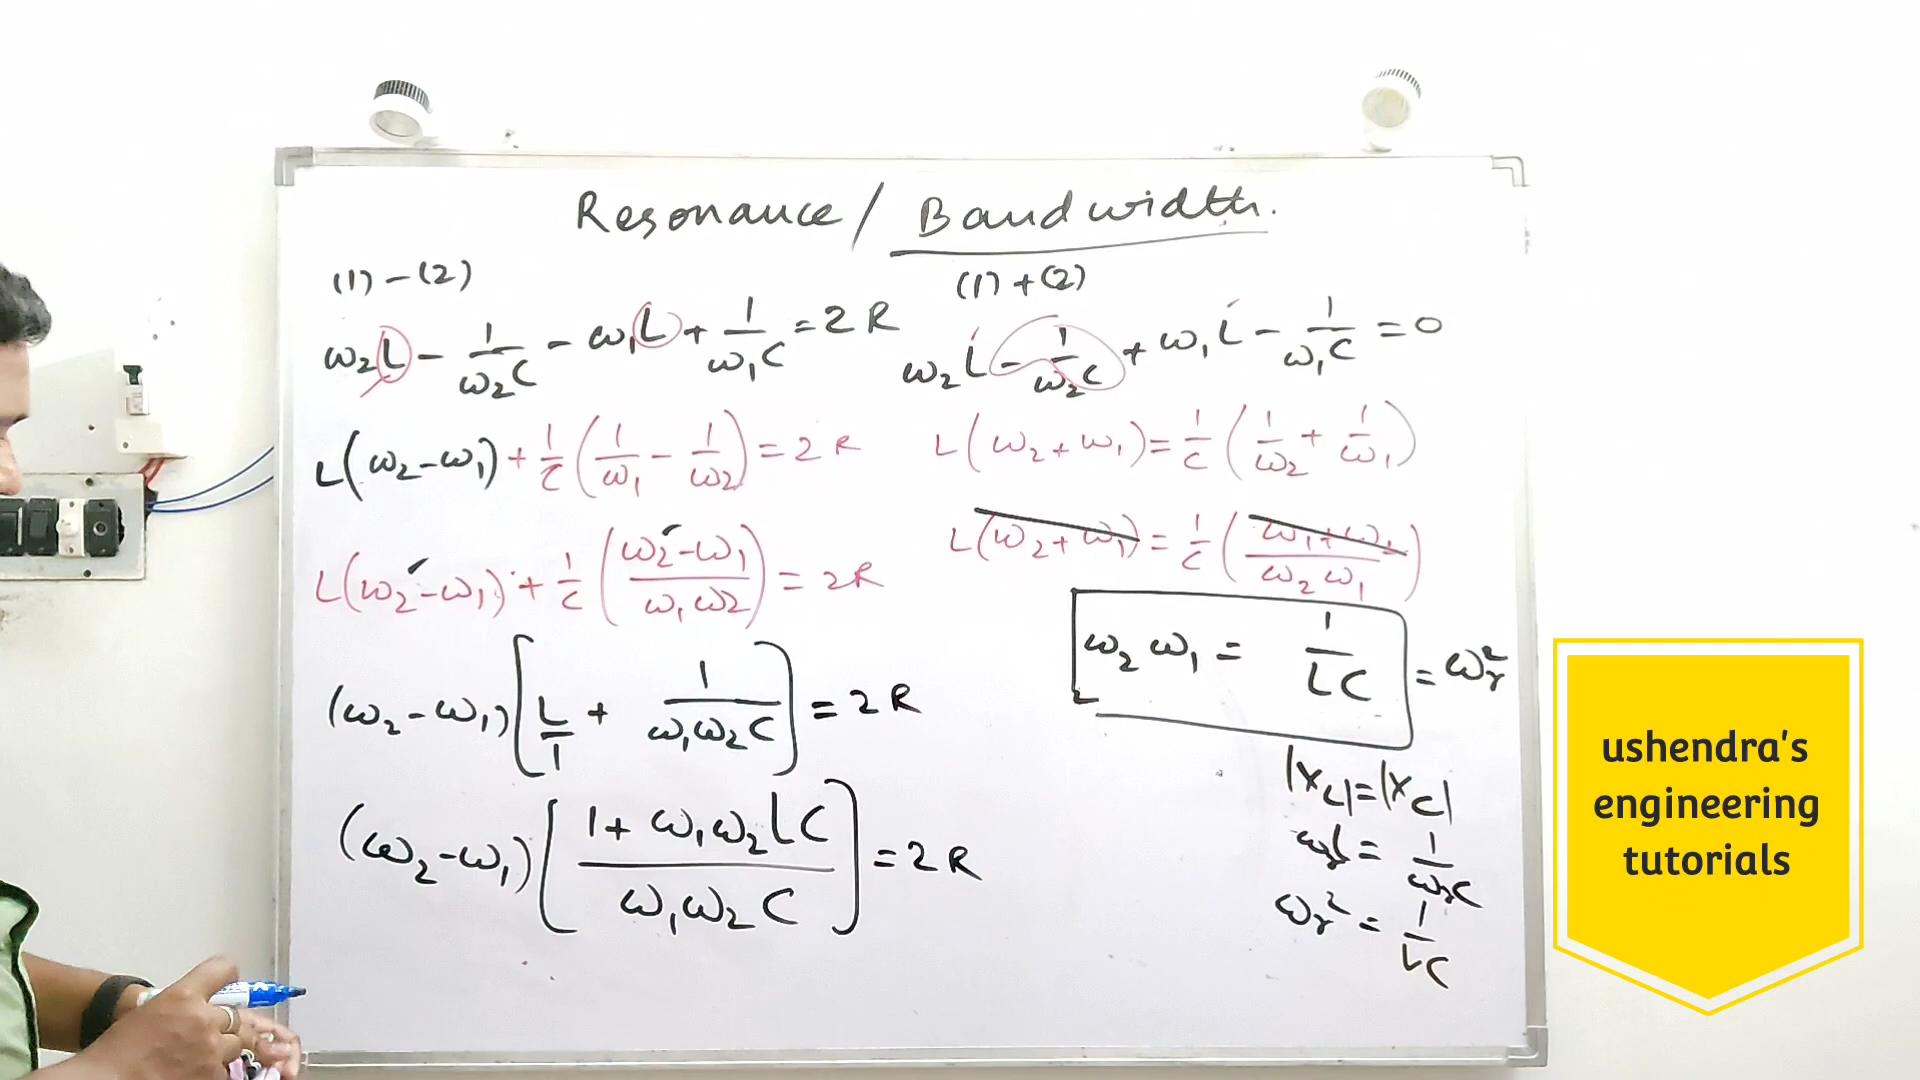 Resonance / Bandwidth.
(1) - (2)
ω₂L - 1/ω₂C - ω₁L + 1/ω₁C = 2R
L(ω₂-ω₁) + 1/C (1/ω₁ - 1/ω₂) = 2R
L(ω₂-ω₁) + 1/C ((ω₂-ω₁)/(ω₁ω₂)) = 2R
(ω₂-ω₁)[L/1 + 1/(ω₁ω₂C)] = 2R
(ω₂-ω₁)[(1+ω₁ω₂LC)/(ω₁ω₂C)] = 2R
(1) + (2)
ω₂L - 1/ω₂C + ω₁L - 1/ω₁C = 0
L(ω₂+ω₁) = 1/C (1/ω₂ + 1/ω₁)
L(ω₂+ω₁) = 1/C ((ω₁+ω₂)/(ω₂ω₁))
ω₂ω₁ = 1/LC = ωᵣ²
|X_L| = |X_C|
ωᵣL = 1/ωᵣC
ωᵣ² = 1/LC
ushendra's
engineering
tutorials